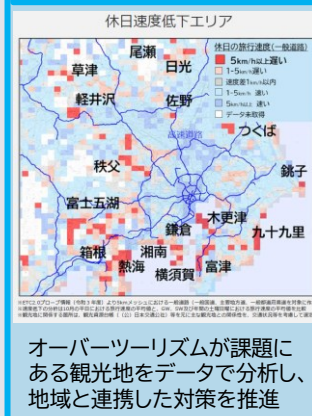 休日速度低下エリア
休日の旅行速度(一般道路)
5km/h以上遅い
1-5km/h 遅い
速度差1km/h以内
1-5km/h 速い
5km/h以上 速い
データ未取得
尾瀬
日光
草津
軽井沢
佐野
高速道路
つくば
秩父
銚子
富士五湖
木更津
鎌倉
九十九里
箱根
湘南
熱海
横須賀
富津
オーバーツーリズムが課題に
ある観光地をデータで分析し、
地域と連携した対策を推進